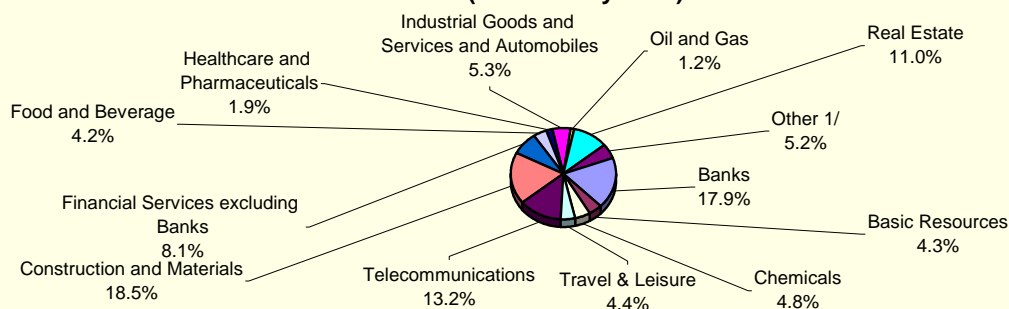 Industrial Goods and
Services and Automobiles
5.3%
Oil and Gas
1.2%
Real Estate
11.0%
Healthcare and
Pharmaceuticals
1.9%
Food and Beverage
4.2%
Other 1/
5.2%
Banks
17.9%
Financial Services excluding
Banks
8.1%
Basic Resources
4.3%
Construction and Materials
18.5%
Telecommunications
13.2%
Travel & Leisure
4.4%
Chemicals
4.8%